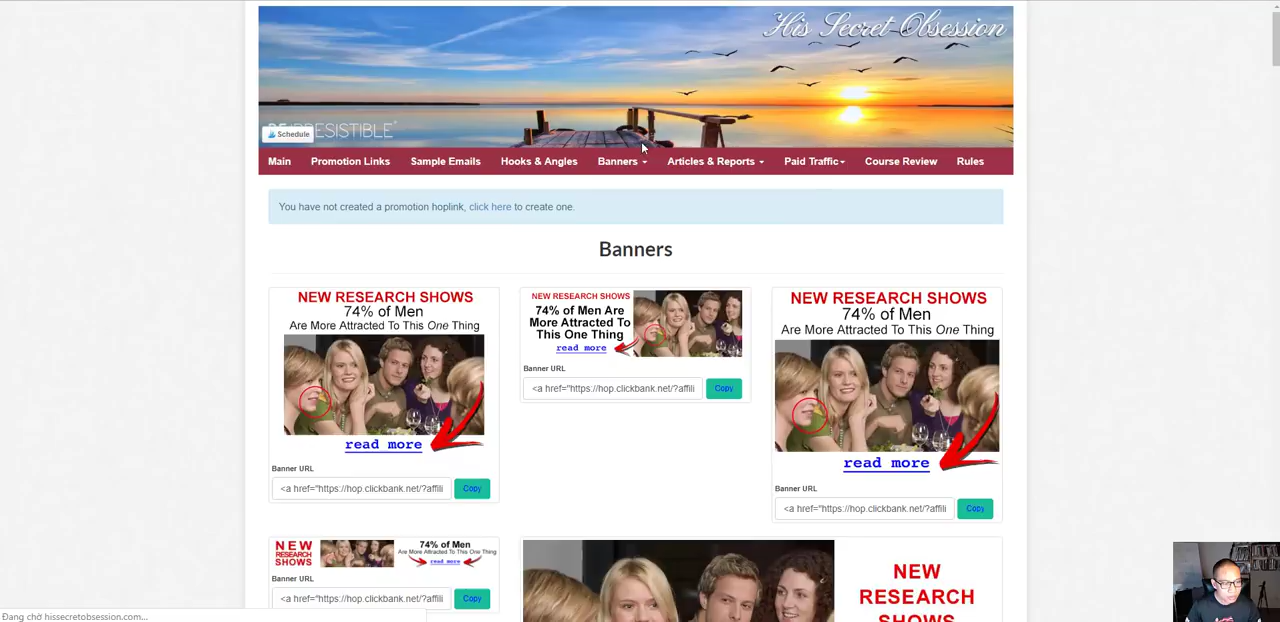 His Secret Obsession
Schedule
BEIRRESISTIBLE
Main
Promotion Links
Sample Emails
Hooks & Angles
Banners
Articles & Reports
Paid Traffic
Course Review
Rules
You have not created a promotion hoplink, click here to create one.
Banners
NEW RESEARCH SHOWS
74% of Men
Are More Attracted To This One Thing
read more
Banner URL
<a href="https://hop.clickbank.net/?affili
Copy
NEW RESEARCH SHOWS
74% of Men Are
More Attracted To
This One Thing
read more
Banner URL
<a href="https://hop.clickbank.net/?affili
Copy
NEW RESEARCH SHOWS
74% of Men
Are More Attracted To This One Thing
read more
Banner URL
<a href="https://hop.clickbank.net/?affili
Copy
NEW
RESEARCH
SHOWS
74% of Men
Are More Attracted To This One Thing
read more
Banner URL
<a href="https://hop.clickbank.net/?affili
Copy
NEW
RESEARCH
SHOWS
Đang chờ hissecretobsession.com...